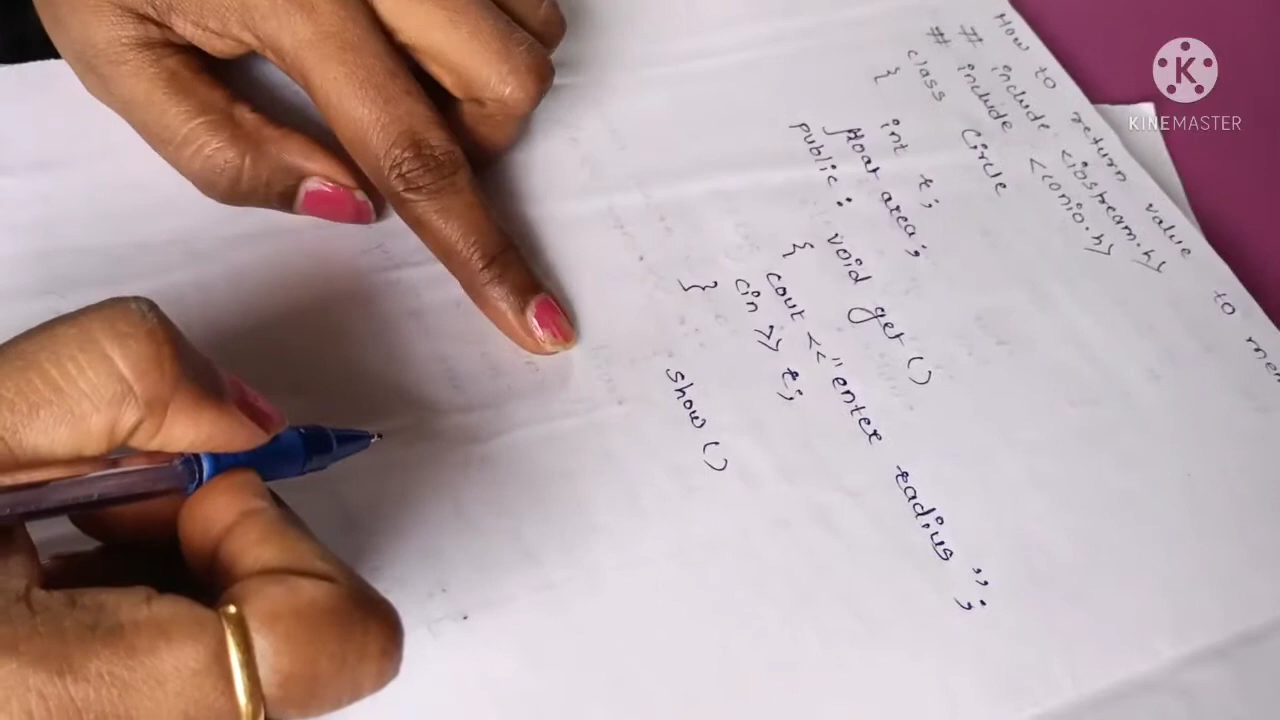 How to return value to mem
# include <iostream.h>
# include <conio.h>
class Circle
{
int r;
float area;
public : void get ()
{
cout <<"enter radius";
cin >> r;
}
show ()
KINEMASTER